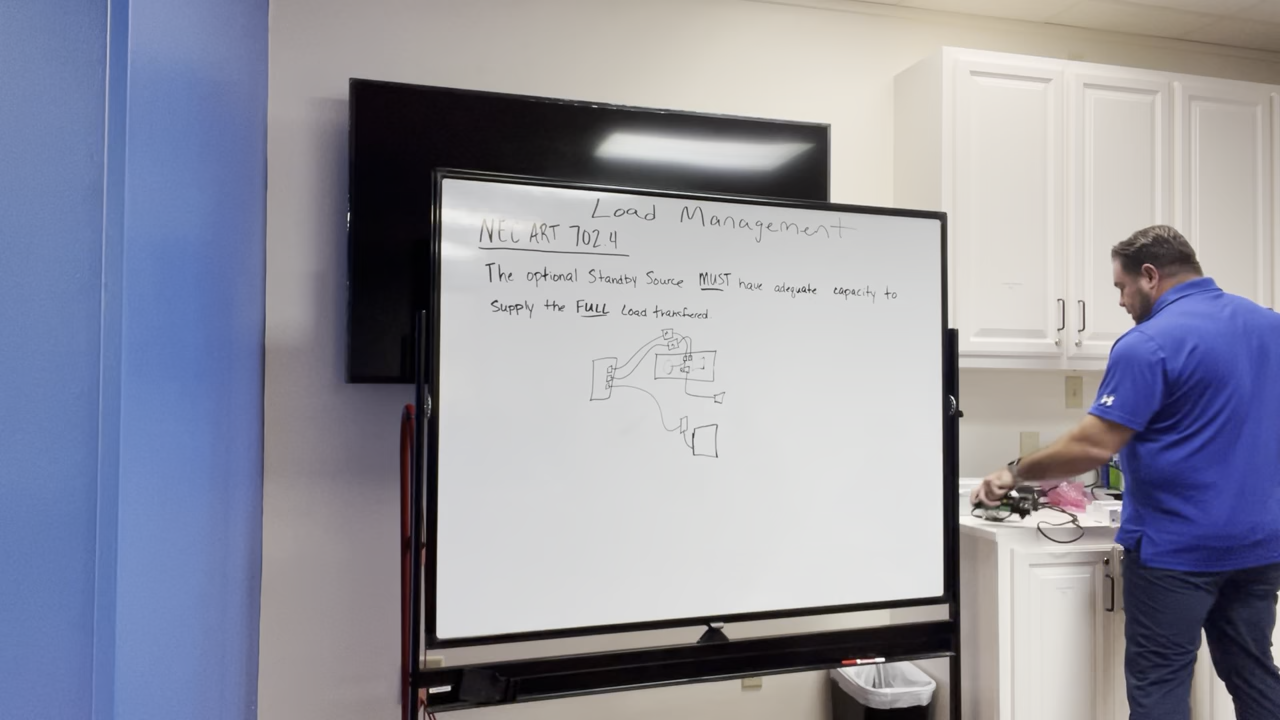 Load Management
NEC ART 702.4
The optional Standby Source MUST have adequate capacity to
Supply the FULL Load transferred.